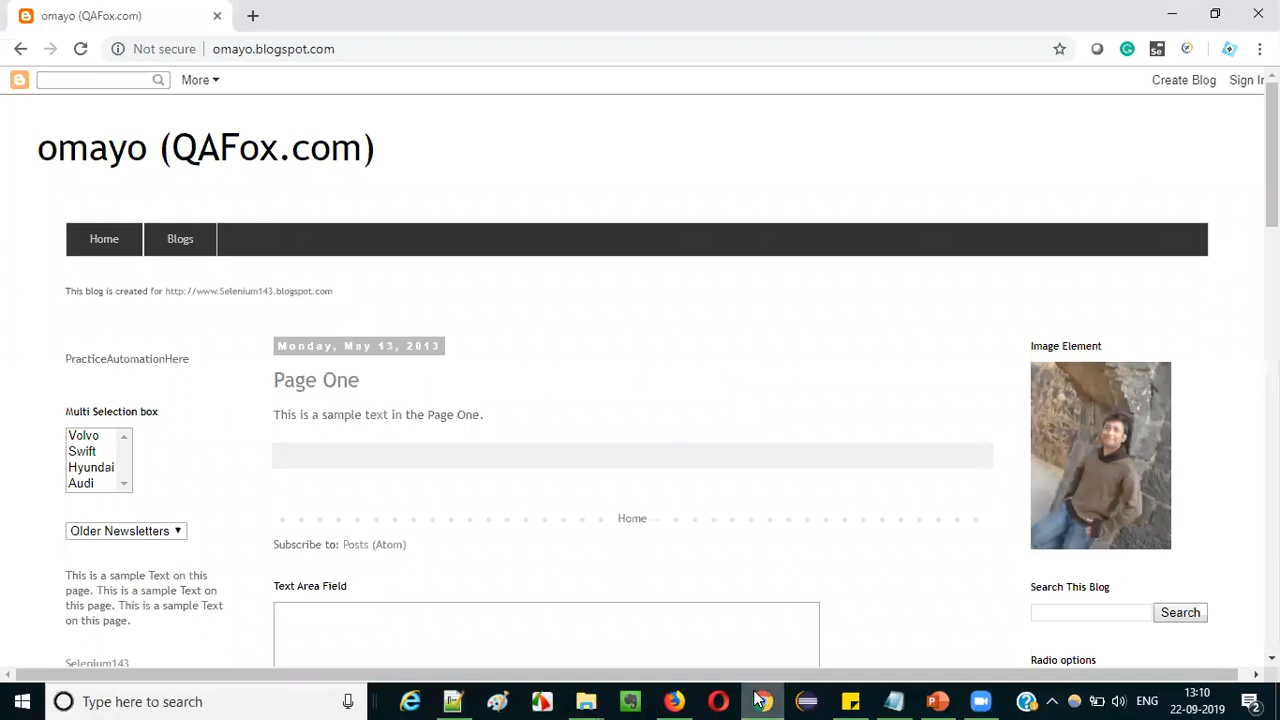 omayo (QAFox.com)
Not secure
omayo.blogspot.com
Se
More
Create Blog
Sign In
omayo (QAFox.com)
Home
Blogs
This blog is created for http://www.Selenium143.blogspot.com
Monday, May 13, 2013
Page One
This is a sample text in the Page One.
Home
Subscribe to: Posts (Atom)
Text Area Field
PracticeAutomationHere
Multi Selection box
Volvo
Swift
Hyundai
Audi
Older Newsletters
This is a sample Text on this
page. This is a sample Text on
this page. This is a sample Text
on this page.
Selenium143
Image Element
Search This Blog
Search
Radio options
Type here to search
ENG
13:10
22-09-2019
2